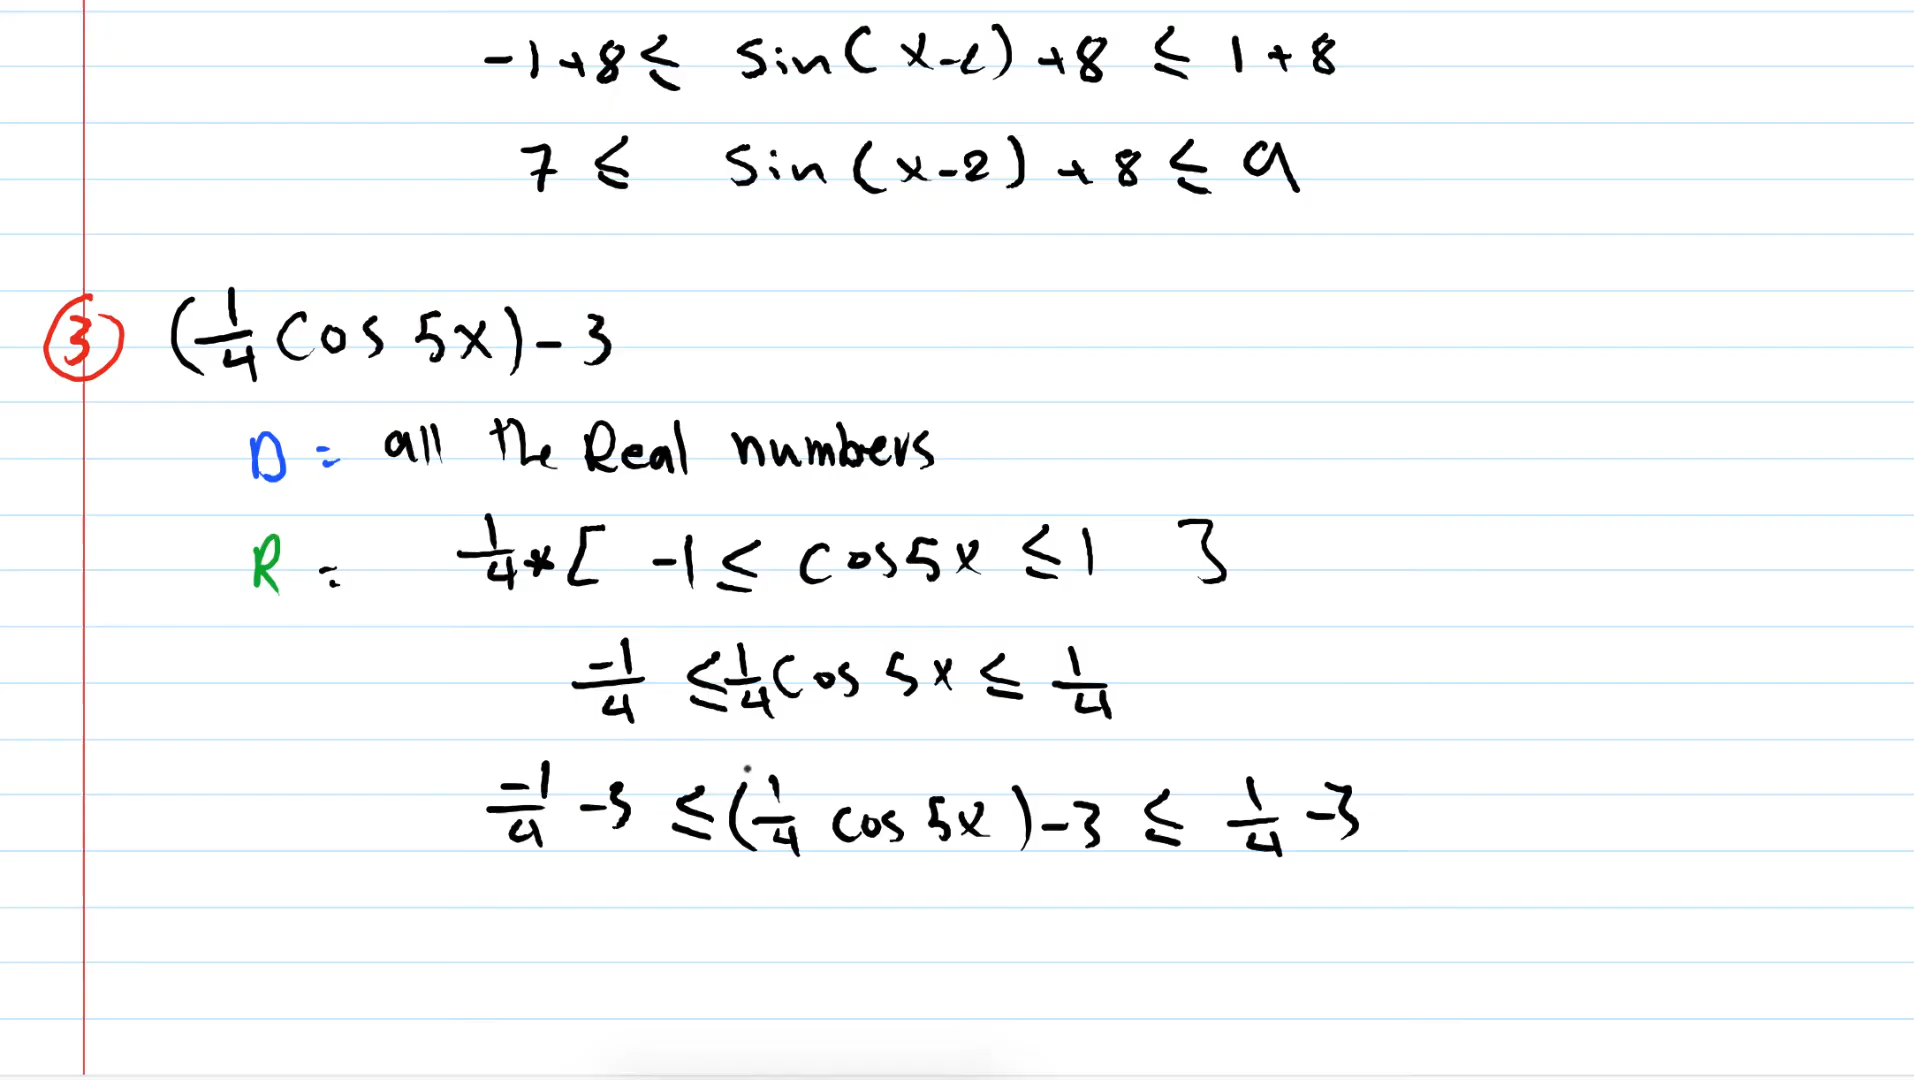 -1+8 ≤ sin(x-2)+8 ≤ 1+8
7 ≤ sin(x-2)+8 ≤ 9
3 (1/4 cos 5x) - 3
D = all the Real numbers
R = 1/4 * [ -1 ≤ cos 5x ≤ 1 ]
-1/4 ≤ 1/4 cos 5x ≤ 1/4
-1/4 - 3 ≤ (1/4 cos 5x) - 3 ≤ 1/4 - 3